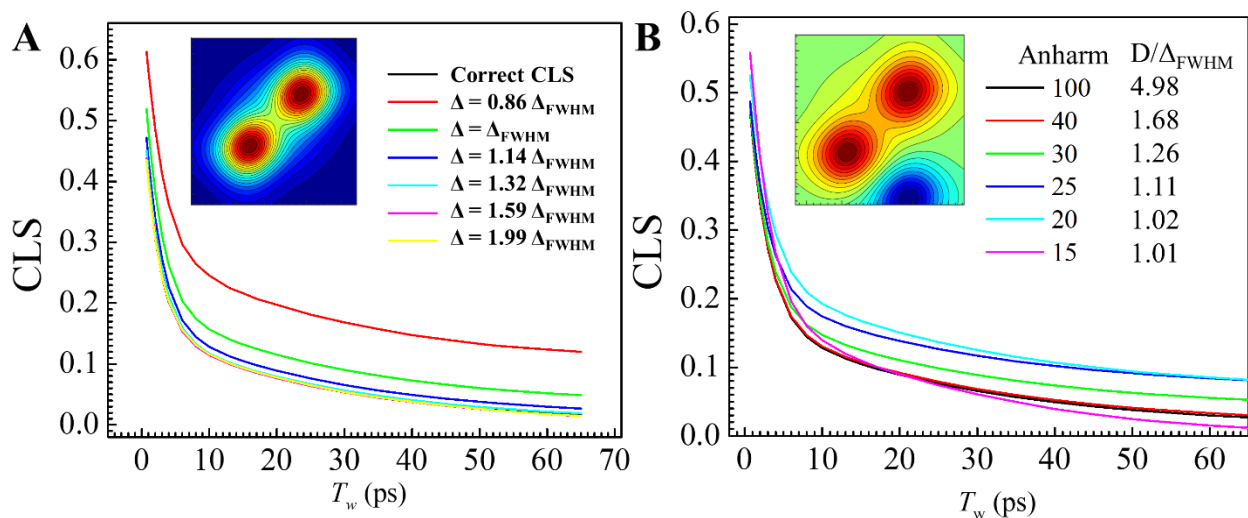 A
CLS
0.6
0.5
0.4
0.3
0.2
0.1
0.0
Correct CLS
Δ = 0.86 Δ_FWHM
Δ = Δ_FWHM
Δ = 1.14 Δ_FWHM
Δ = 1.32 Δ_FWHM
Δ = 1.59 Δ_FWHM
Δ = 1.99 Δ_FWHM
0 10 20 30 40 50 60 70
T_w (ps)
B
CLS
0.6
0.5
0.4
0.3
0.2
0.1
0.0
Anharm D/Δ_FWHM
100 4.98
40 1.68
30 1.26
25 1.11
20 1.02
15 1.01
0 10 20 30 40 50 60
T_w (ps)